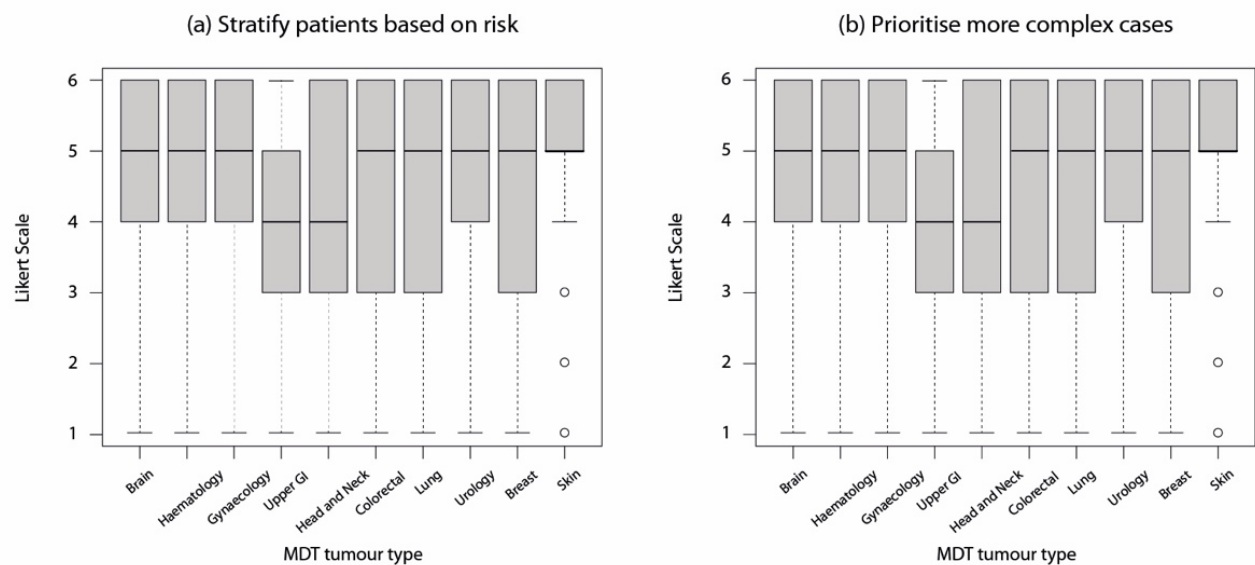 (a) Stratify patients based on risk
6
5
4
3
2
1
Likert Scale
Brain
Haematology
Gynaecology
Upper GI
Head and Neck
Colorectal
Lung
Urology
Breast
Skin
MDT tumour type
(b) Prioritise more complex cases
6
5
4
3
2
1
Likert Scale
Brain
Haematology
Gynaecology
Upper GI
Head and Neck
Colorectal
Lung
Urology
Breast
Skin
MDT tumour type